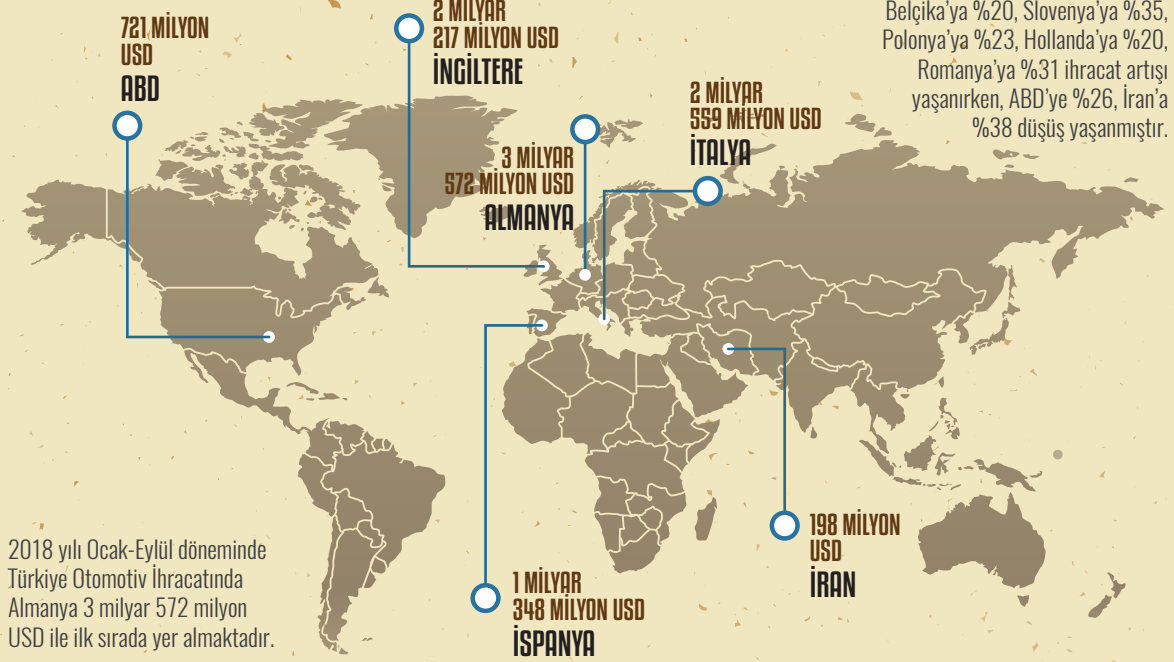 721 MİLYON
USD
ABD
2 MİLYAR
217 MİLYON USD
İNGİLTERE
3 MİLYAR
572 MİLYON USD
ALMANYA
2 MİLYAR
559 MİLYON USD
İTALYA
Belçika’ya %20, Slovenya’ya %35,
Polonya’ya %23, Hollanda’ya %20,
Romanya’ya %31 ihracat artışı
yaşanırken, ABD’ye %26, İran’a
%38 düşüş yaşanmıştır.
2018 yılı Ocak-Eylül döneminde
Türkiye Otomotiv İhracatında
Almanya 3 milyar 572 milyon
USD ile ilk sırada yer almaktadır.
1 MİLYAR
348 MİLYON USD
İSPANYA
198 MİLYON
USD
İRAN